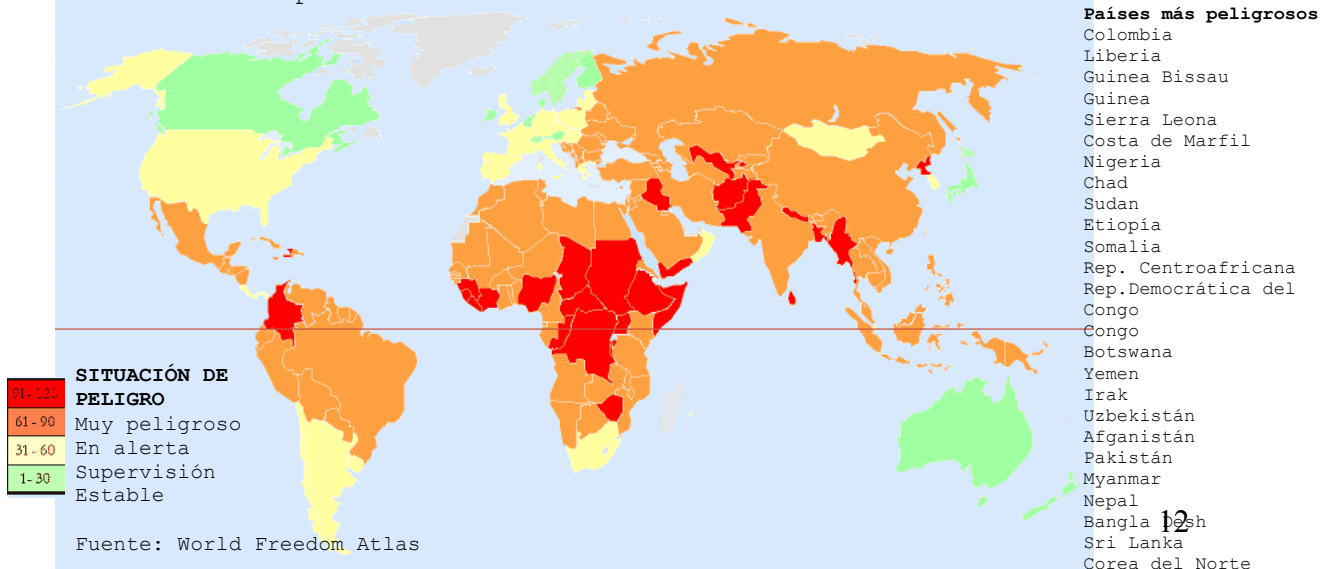 Países más peligrosos
Colombia
Liberia
Guinea Bissau
Guinea
Sierra Leona
Costa de Marfil
Nigeria
Chad
Sudan
Etiopía
Somalia
Rep. Centroafricana
Rep.Democrática del
Congo
Congo
Botswana
Yemen
Irak
Uzbekistán
Afganistán
Pakistán
Myanmar
Nepal
Bangla Desh
12
Sri Lanka
Corea del Norte
SITUACIÓN DE
PELIGRO
91-120
61-90
Muy peligroso
31-60
En alerta
1-30
Supervisión
Estable
Fuente: World Freedom Atlas